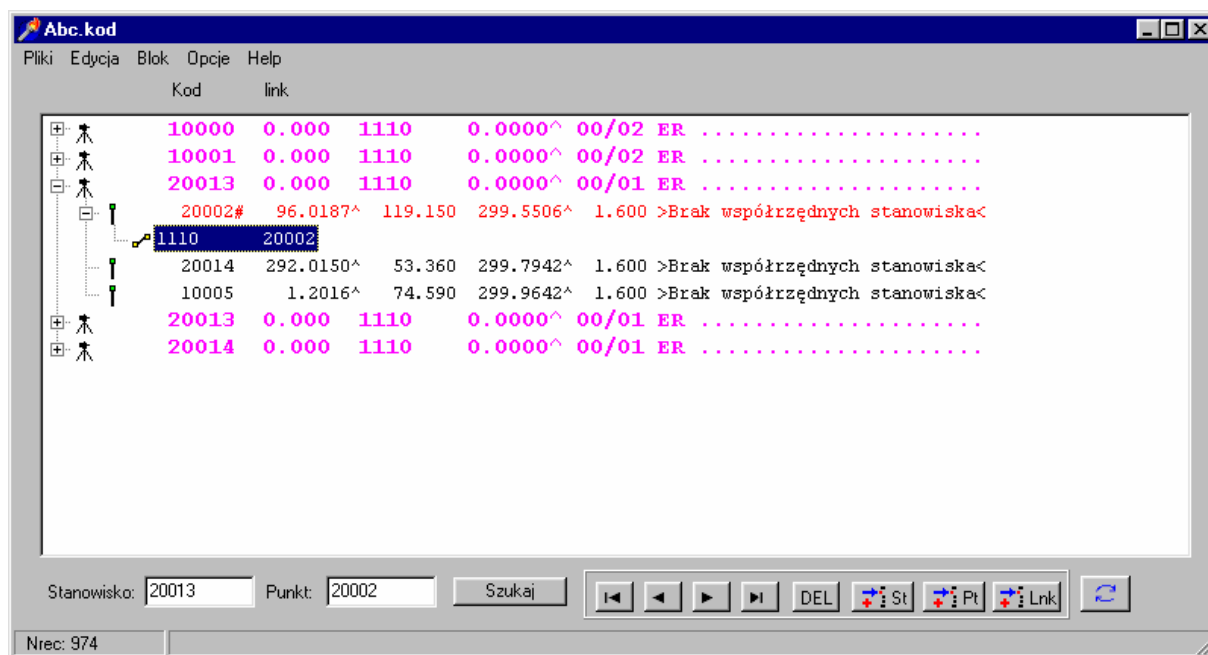 Abc.kod
Pliki Edycja Blok Opcje Help
Kod link
10000 0.000 1110 0.0000^ 00/02 ER .....................
10001 0.000 1110 0.0000^ 00/02 ER .....................
20013 0.000 1110 0.0000^ 00/01 ER .....................
20002# 96.0187^ 119.150 299.5506^ 1.600 >Brak współrzędnych stanowiska<
1110 20002
20014 292.0150^ 53.360 299.7942^ 1.600 >Brak współrzędnych stanowiska<
10005 1.2016^ 74.590 299.9642^ 1.600 >Brak współrzędnych stanowiska<
20013 0.000 1110 0.0000^ 00/01 ER .....................
20014 0.000 1110 0.0000^ 00/01 ER .....................
Stanowisko: 20013 Punkt: 20002 Szukaj DEL St Pt Lnk
Nrec: 974